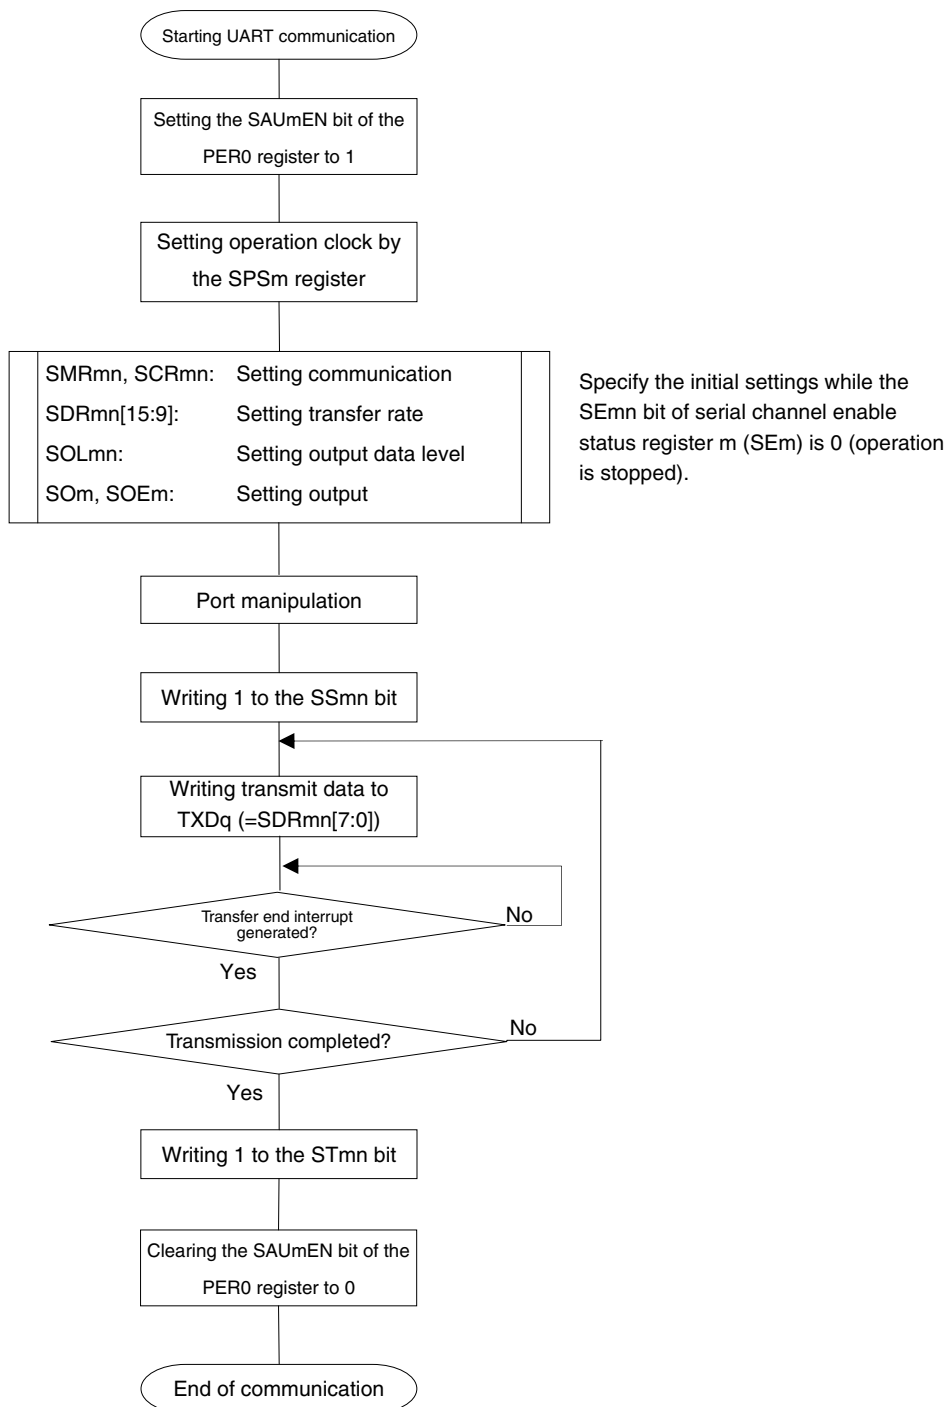 Starting UART communication
Setting the SAUmEN bit of the
PER0 register to 1
Setting operation clock by
the SPSm register
SMRmn, SCRmn: Setting communication
SDRmn[15:9]: Setting transfer rate
SOLmn: Setting output data level
SOm, SOEm: Setting output
Specify the initial settings while the
SEmn bit of serial channel enable
status register m (SEm) is 0 (operation
is stopped).
Port manipulation
Writing 1 to the SSmn bit
Writing transmit data to
TXDq (=SDRmn[7:0])
Transfer end interrupt
generated?
No
Yes
Transmission completed?
No
Yes
Writing 1 to the STmn bit
Clearing the SAUmEN bit of the
PER0 register to 0
End of communication